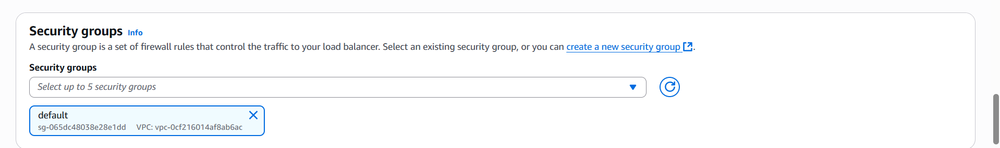 Security groups Info
A security group is a set of firewall rules that control the traffic to your load balancer. Select an existing security group, or you can create a new security group.
Security groups
Select up to 5 security groups
default
sg-065dc48038e28e1dd VPC: vpc-0cf216014af8ab6ac